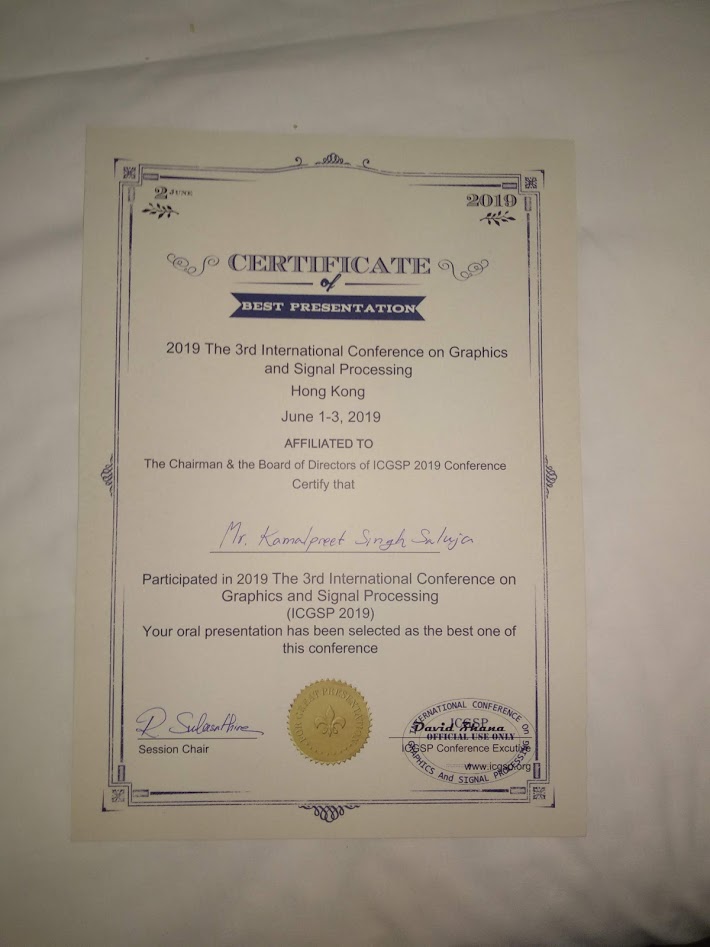 2 JUNE
2019
CERTIFICATE
of
BEST PRESENTATION
2019 The 3rd International Conference on Graphics
and Signal Processing
Hong Kong
June 1-3, 2019
AFFILIATED TO
The Chairman & the Board of Directors of ICGSP 2019 Conference
Certify that
Mr. Kamalpreet Singh Saluja
Participated in 2019 The 3rd International Conference on
Graphics and Signal Processing
(ICGSP 2019)
Your oral presentation has been selected as the best one of
this conference
Session Chair
PRESENTATION
INTERNATIONAL CONFERENCE On
GRAPHICS And SIGNAL PROCESSING
ICGSP
David
OFFICIAL USE ONLY
ICGSP Conference Excutive
www.icgsp.org